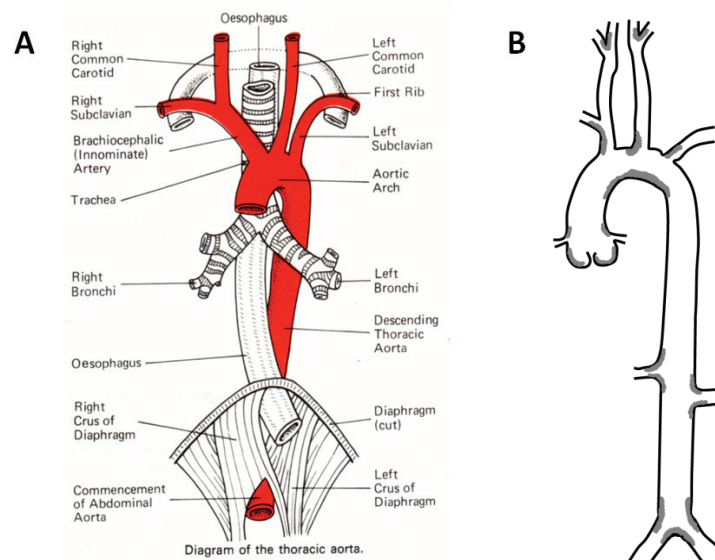 A
B
Oesophagus
Right
Common
Carotid
Left
Common
Carotid
Right
Subclavian
First Rib
Brachiocephalic
(Innominate)
Artery
Left
Subclavian
Aortic
Arch
Trachea
Right
Bronchi
Left
Bronchi
Descending
Thoracic
Aorta
Oesophagus
Right
Crus of
Diaphragm
Diaphragm
(cut)
Commencement
of Abdominal
Aorta
Left
Crus of
Diaphragm
Diagram of the thoracic aorta.